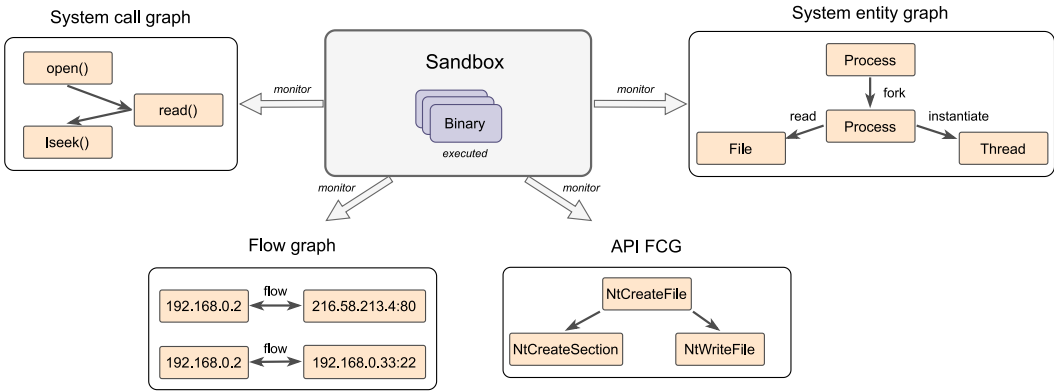 System call graph
open()
read()
lseek()
monitor
Sandbox
Binary
executed
monitor
System entity graph
Process
fork
Process
read
instantiate
File
Thread
monitor
monitor
Flow graph
192.168.0.2
flow
216.58.213.4:80
192.168.0.2
flow
192.168.0.33:22
API FCG
NtCreateFile
NtCreateSection
NtWriteFile